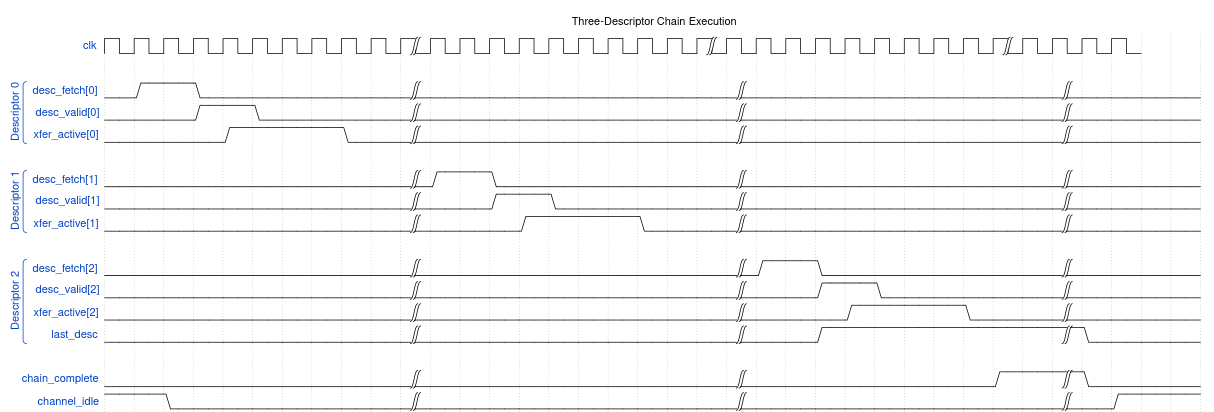 Three-Descriptor Chain Execution
clk
Descriptor 0
desc_fetch[0]
desc_valid[0]
xfer_active[0]
Descriptor 1
desc_fetch[1]
desc_valid[1]
xfer_active[1]
Descriptor 2
desc_fetch[2]
desc_valid[2]
xfer_active[2]
last_desc
chain_complete
channel_idle